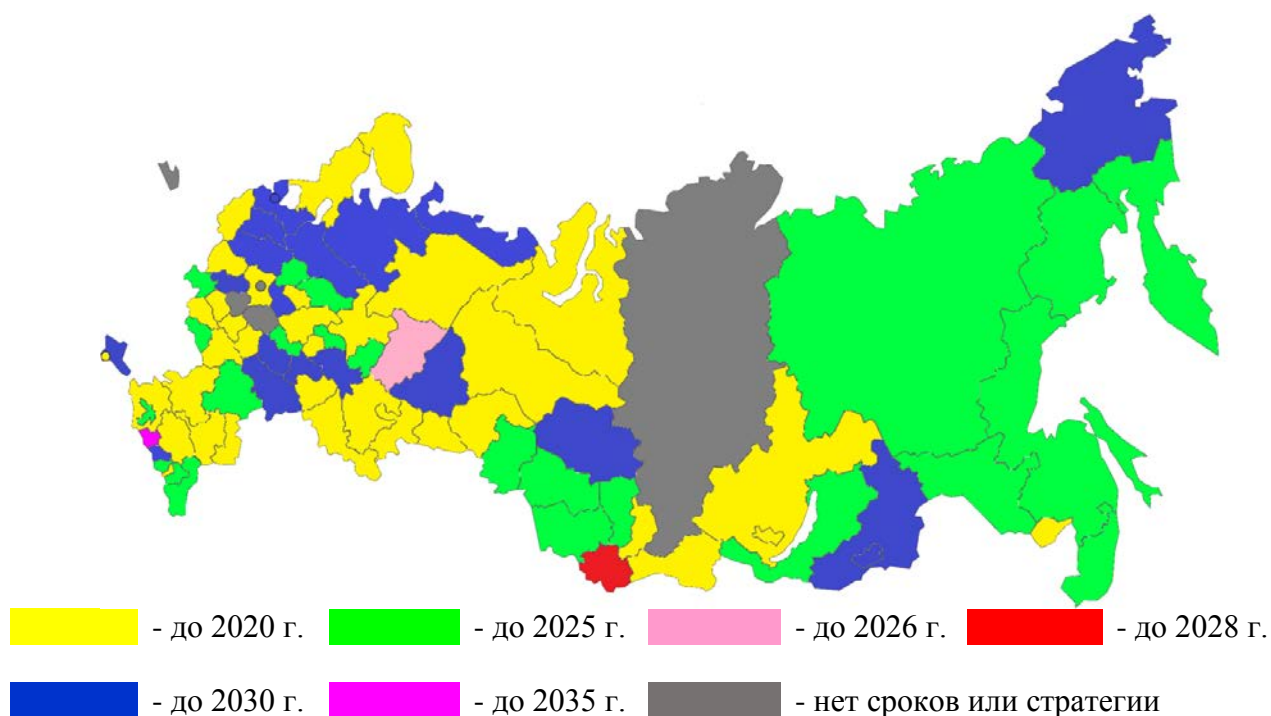 - до 2020 г. - до 2025 г. - до 2026 г. - до 2028 г.
- до 2030 г. - до 2035 г. - нет сроков или стратегии